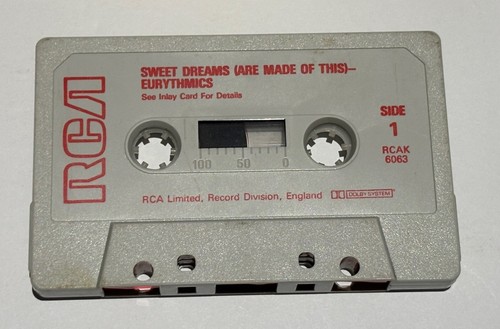 RCA
SWEET DREAMS (ARE MADE OF THIS)—
EURYTHMICS
See Inlay Card For Details
SIDE
1
RCAK
6063
100 50 0
RCA Limited, Record Division, England
DOLBY SYSTEM